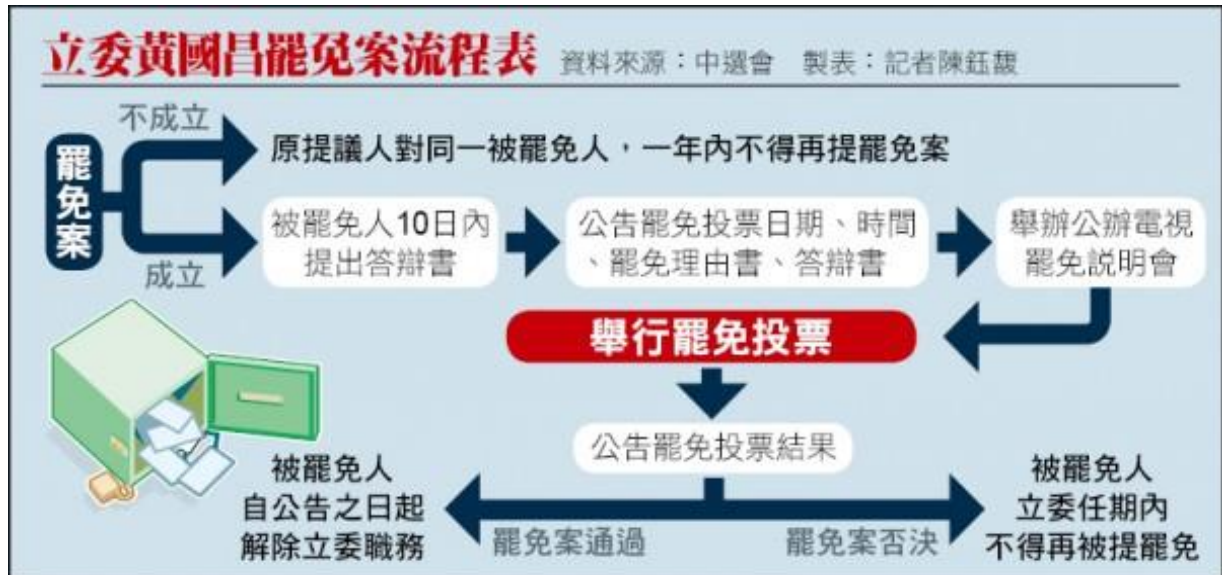 立委黃國昌罷免案流程表 資料來源：中選會 製表：記者陳鈺馥
不成立
罷免案
原提議人對同一被罷免人，一年內不得再提罷免案
成立
被罷免人10日內
提出答辯書
公告罷免投票日期、時間
、罷免理由書、答辯書
舉辦公辦電視
罷免說明會
舉行罷免投票
公告罷免投票結果
罷免案通過
被罷免人
自公告之日起
解除立委職務
罷免案否決
被罷免人
立委任期內
不得再被提罷免